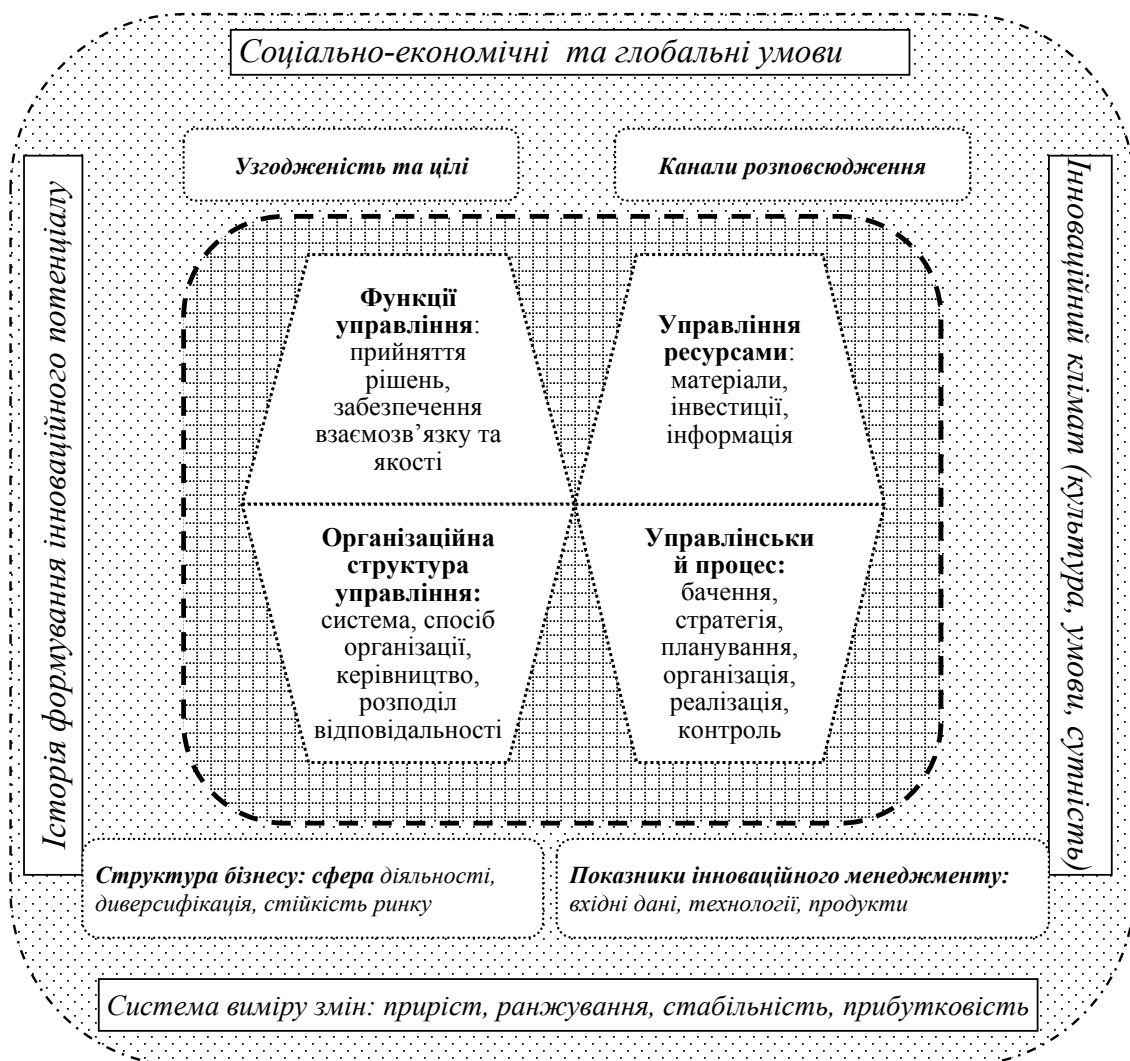 Соціально-економічні та глобальні умови
Узгодженість та цілі
Канали розповсюдження
Історія формування інноваційного потенціалу
Інноваційний клімат (культура, умови, сутність)
Функції
управління:
прийняття
рішень,
забезпечення
взаємозв’язку та
якості
Управління
ресурсами:
матеріали,
інвестиції,
інформація
Організаційна
структура
управління:
система, спосіб
організації,
керівництво,
розподіл
відповідальності
Управлінськи
й процес:
бачення,
стратегія,
планування,
організація,
реалізація,
контроль
Структура бізнесу: сфера діяльності,
диверсифікація, стійкість ринку
Показники інноваційного менеджменту:
вхідні дані, технології, продукти
Система виміру змін: приріст, ранжування, стабільність, прибутковість